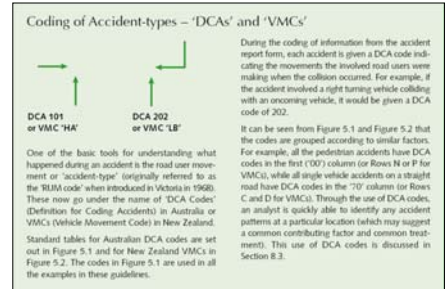 Coding of Accident-types – 'DCAs' and 'VMCs'
DCA 101
or VMC 'HA'
DCA 202
or VMC 'LB'
One of the basic tools for understanding what
happened during an accident is the road user move-
ment or 'accident-type' (originally referred to as
the 'RUM code' when introduced in Victoria in 1968).
These now go under the name of 'DCA Codes'
(Definition for Coding Accidents) in Australia or
VMCs (Vehicle Movement Code) in New Zealand.
Standard tables for Australian DCA codes are set
out in Figure 5.1 and for New Zealand VMCs in
Figure 5.2. The codes in Figure 5.1 are used in all
the examples in these guidelines.
During the coding of information from the accident
report form, each accident is given a DCA code indi-
cating the movements the involved road users were
making when the collision occurred. For example, if
the accident involved a right turning vehicle colliding
with an oncoming vehicle, it would be given a DCA
code of 202.
It can be seen from Figure 5.1 and Figure 5.2 that
the codes are grouped according to similar factors.
For example, all the pedestrian accidents have DCA
codes in the first ('00') column (or Rows N or P for
VMCs), while all single vehicle accidents on a straight
road have DCA codes in the '70' column (or Rows
C and D for VMCs). Through the use of DCA codes,
an analyst is quickly able to identify any accident
patterns at a particular location (which may suggest
a common contributing factor and common treat-
ment). This use of DCA codes is discussed in
Section 8.3.